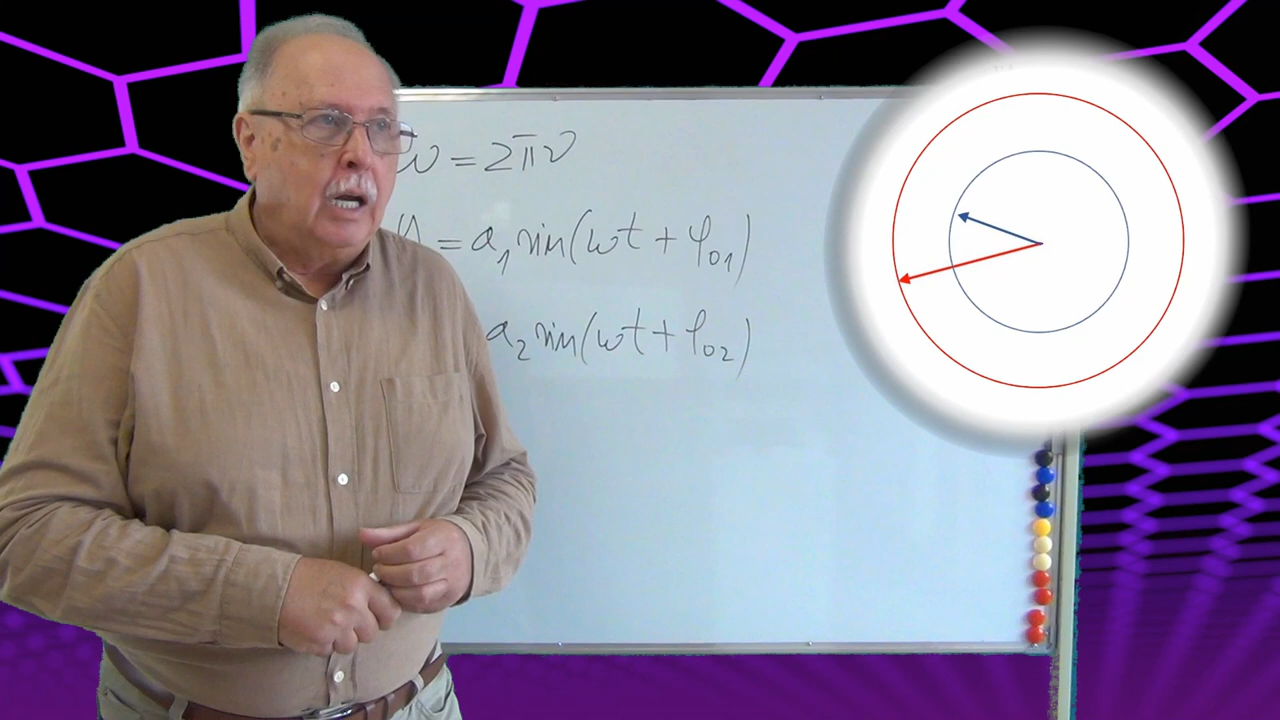 ω = 2πν
= a₁ sin(ωt + φ₀₁)
a₂ sin(ωt + φ₀₂)